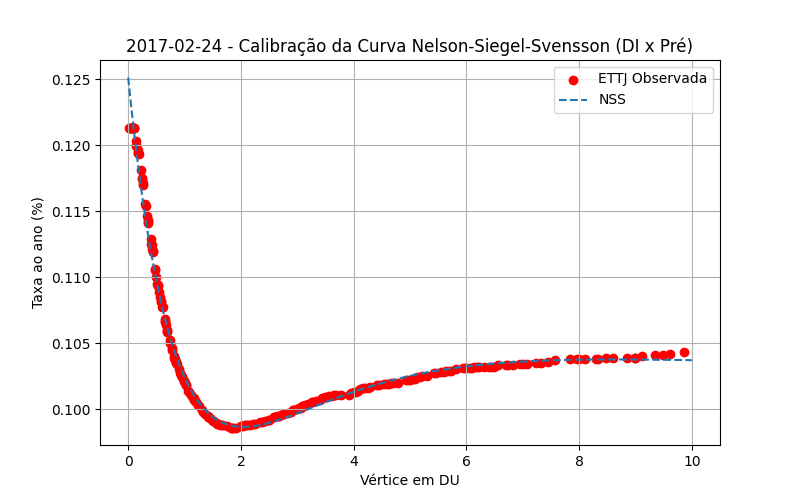 2017-02-24 - Calibração da Curva Nelson-Siegel-Svensson (DI x Pré)
ETTJ Observada
NSS
Taxa ao ano (%)
0.125
0.120
0.115
0.110
0.105
0.100
0 2 4 6 8 10
Vértice em DU